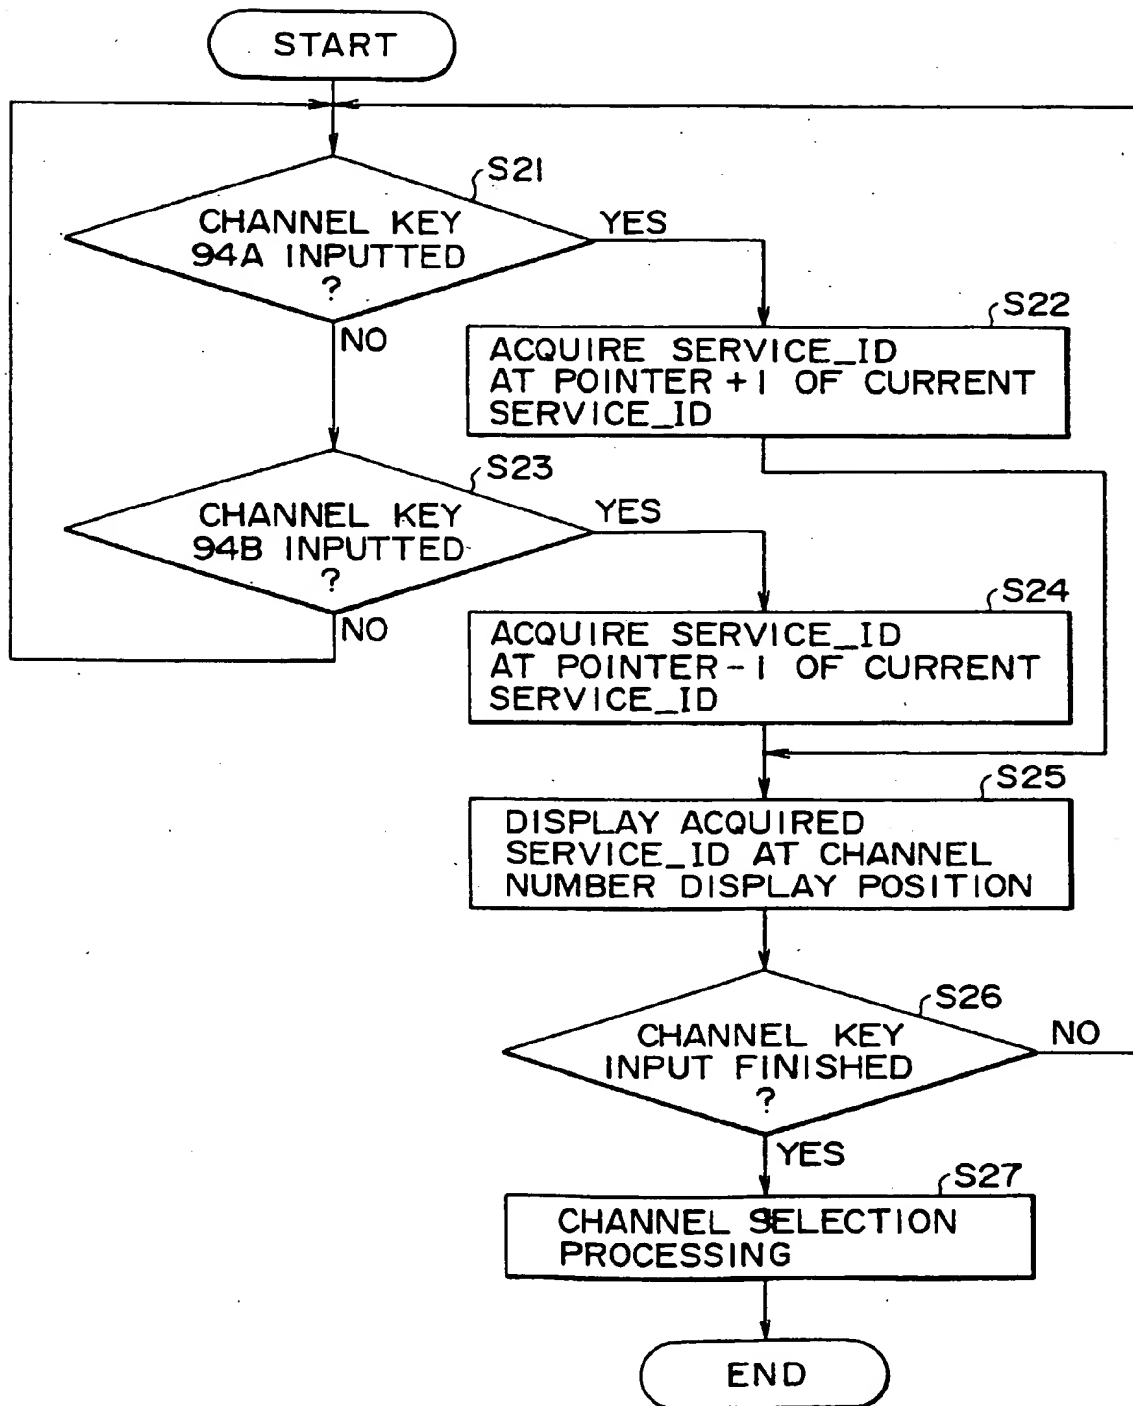 START
S21
CHANNEL KEY
94A INPUTTED
?
YES
NO
S22
ACQUIRE SERVICE_ID
AT POINTER+1 OF CURRENT
SERVICE_ID
S23
CHANNEL KEY
94B INPUTTED
?
YES
NO
S24
ACQUIRE SERVICE_ID
AT POINTER-1 OF CURRENT
SERVICE_ID
S25
DISPLAY ACQUIRED
SERVICE_ID AT CHANNEL
NUMBER DISPLAY POSITION
S26
CHANNEL KEY
INPUT FINISHED
?
NO
YES
S27
CHANNEL SELECTION
PROCESSING
END